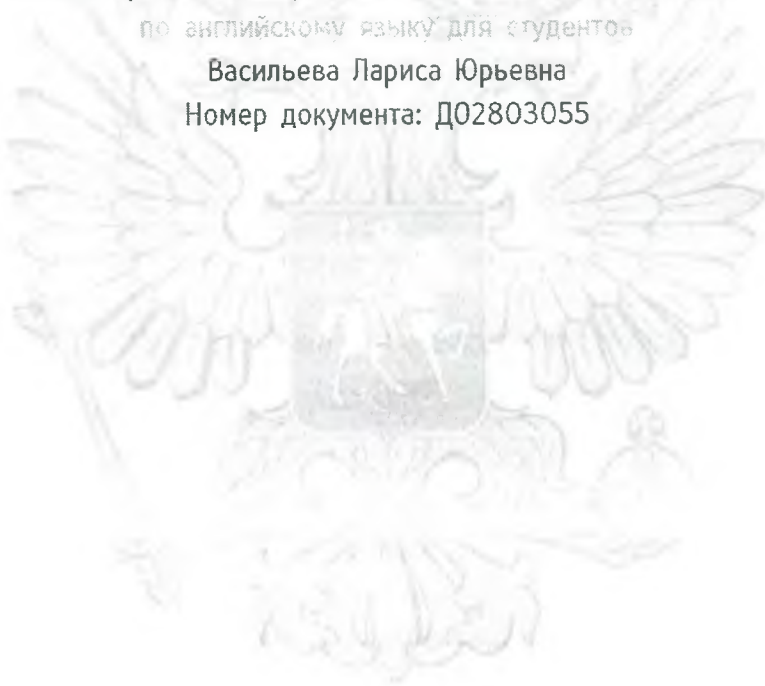 по английскому языку для студентов
Васильева Лариса Юрьевна
Номер документа: Д02803055